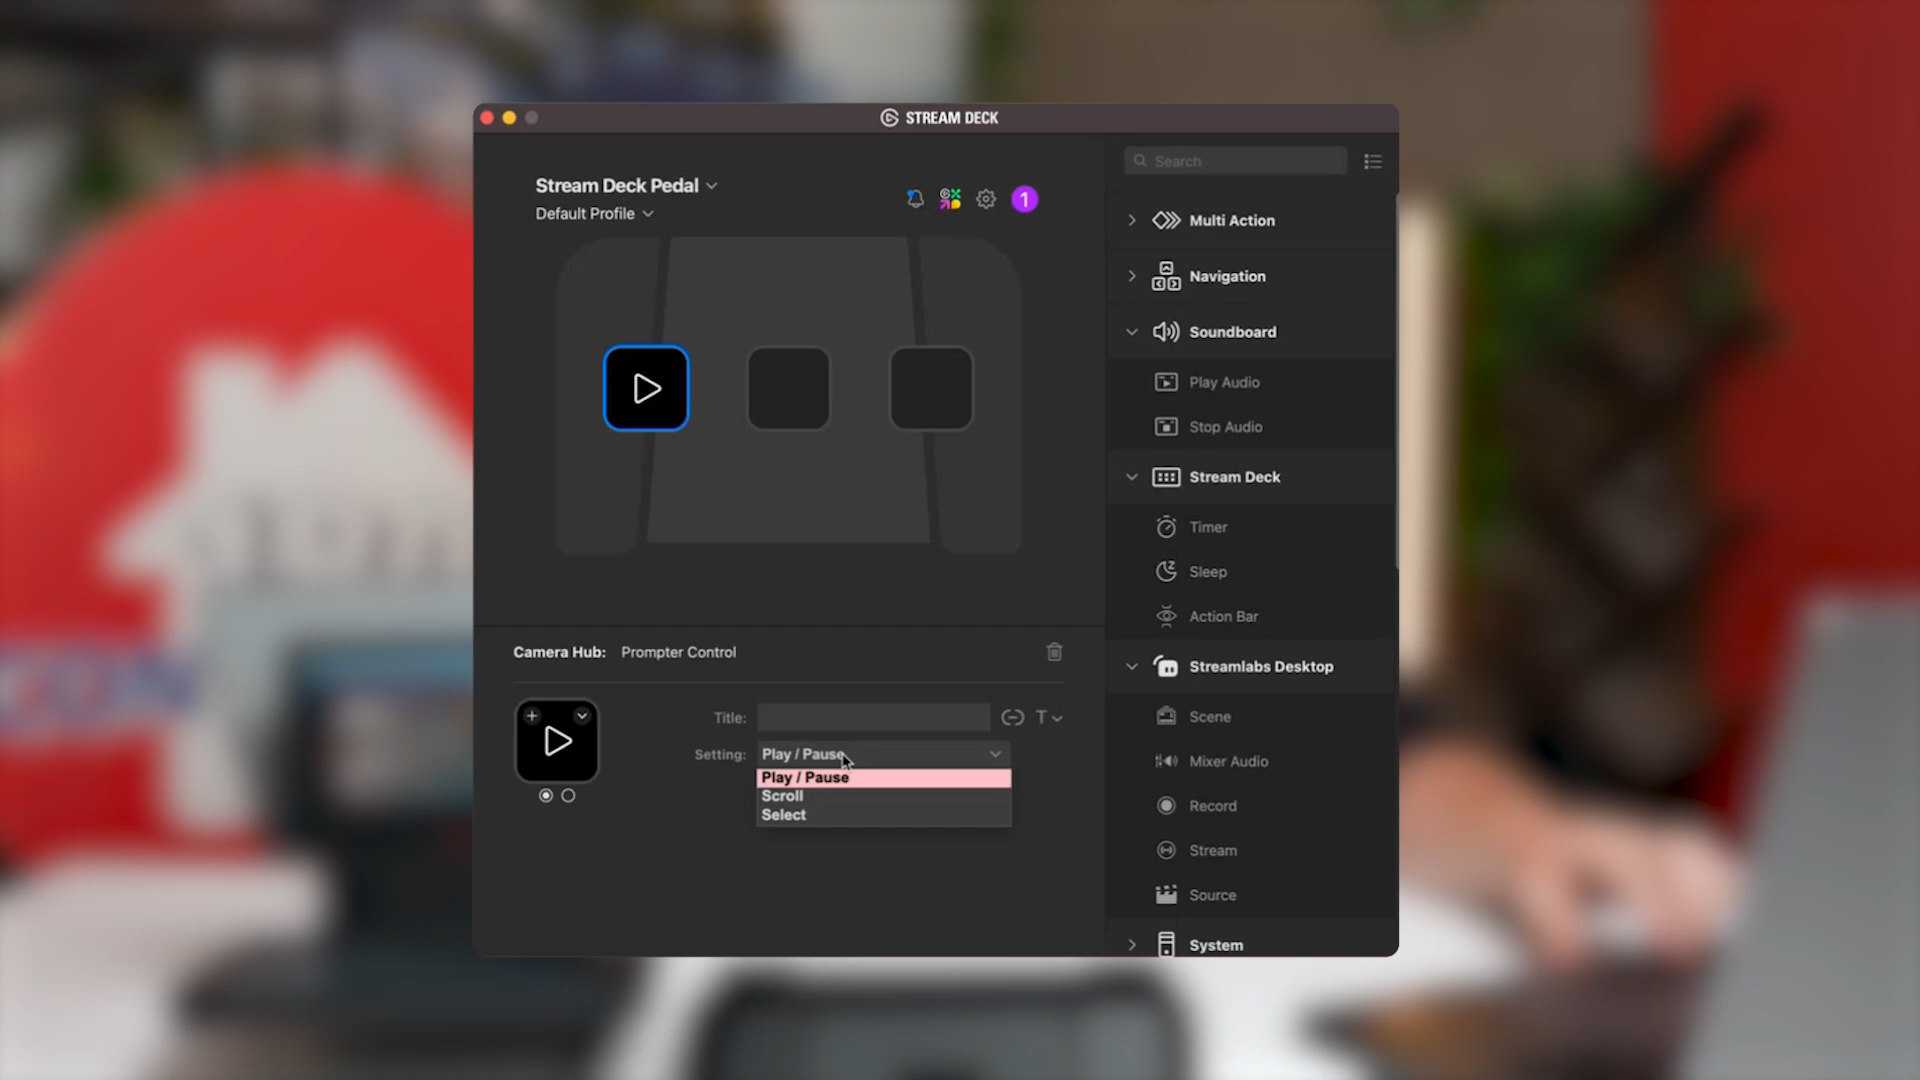 STREAM DECK
Stream Deck Pedal
Default Profile
1
Search
Multi Action
Navigation
Soundboard
Play Audio
Stop Audio
Stream Deck
Timer
Sleep
Action Bar
Streamlabs Desktop
Scene
Mixer Audio
Record
Stream
Source
System
Camera Hub: Prompter Control
Title:
T
Setting: Play / Pause
Play / Pause
Scroll
Select